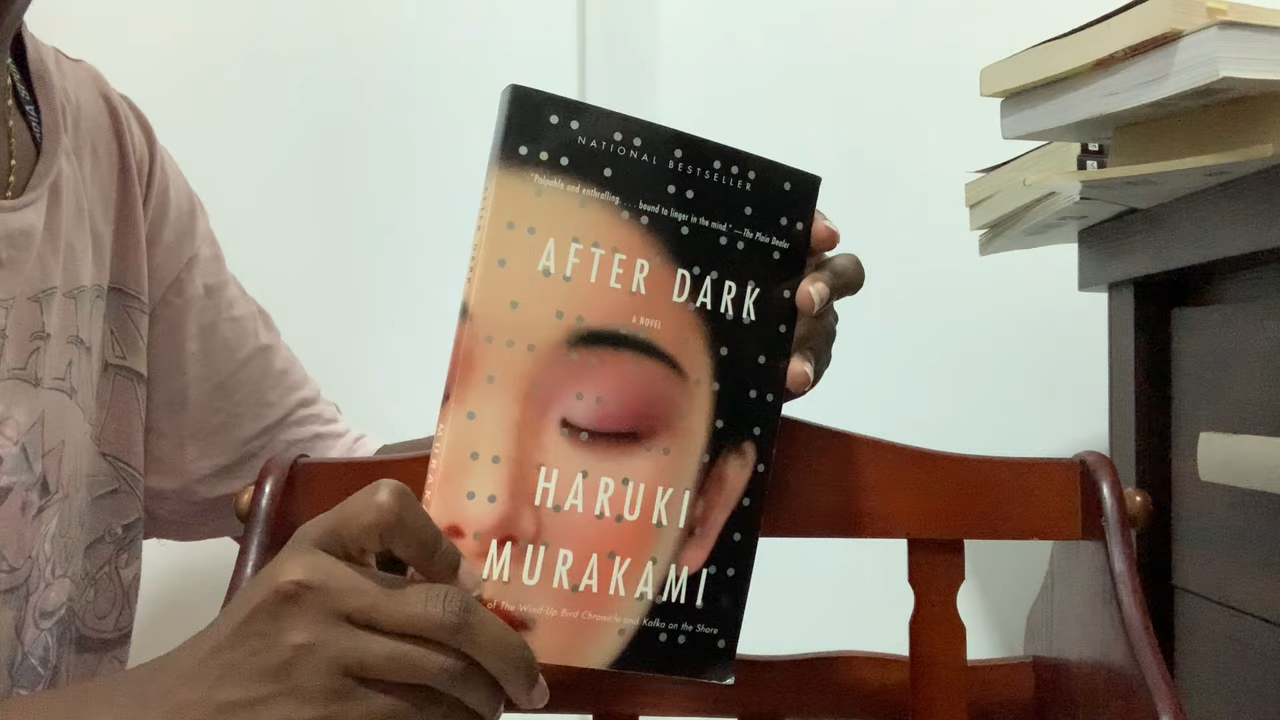 NATIONAL BESTSELLER
"Palpable and enthralling. . . . bound to linger in the mind." —The Plain Dealer
AFTER DARK
A NOVEL
HARUKI
MURAKAMI
of The Wind-Up Bird Chronicle and Kafka on the Shore